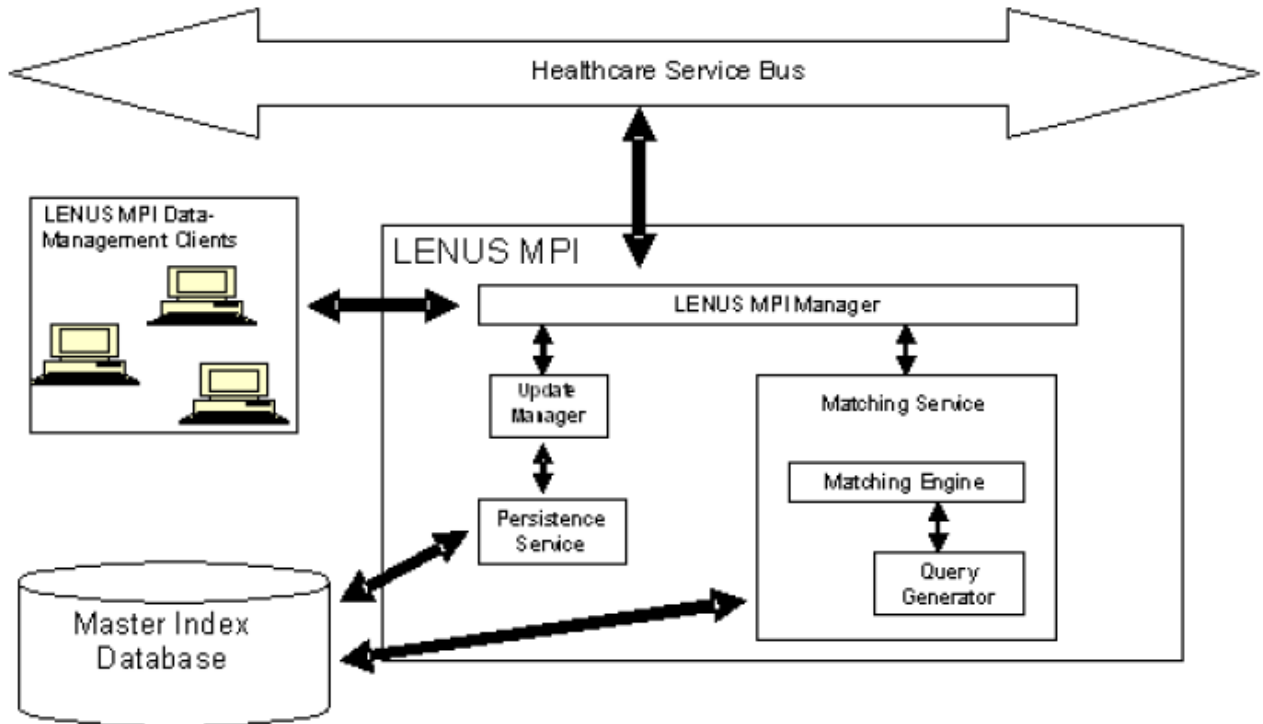 Healthcare Service Bus
LENUS MPI Data-
Management Clients
LENUS MPI
LENUS MPI Manager
Update
Manager
Matching Service
Matching Engine
Persistence
Service
Query
Generator
Master Index
Database